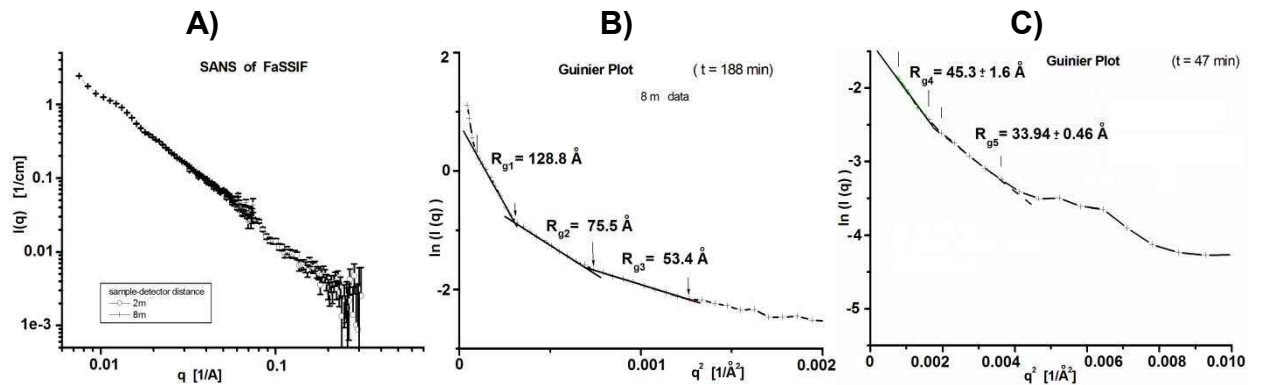 A)
SANS of FaSSIF
I(q) [1/cm]
1
0.1
0.01
1e-3
sample-detector distance
2m
8m
0.01
0.1
q [1/A]
B)
Guinier Plot ( t = 188 min)
8 m data
ln (I (q) )
2
0
-2
Rg1= 128.8 Å
Rg2= 75.5 Å
Rg3= 53.4 Å
0
0.001
0.002
q² [1/Å²]
C)
Guinier Plot (t = 47 min)
ln (I (q) )
-2
-3
-4
-5
Rg4= 45.3 ± 1.6 Å
Rg5= 33.94 ± 0.46 Å
0
0.002
0.004
0.006
0.008
0.010
q² [1/Å²]